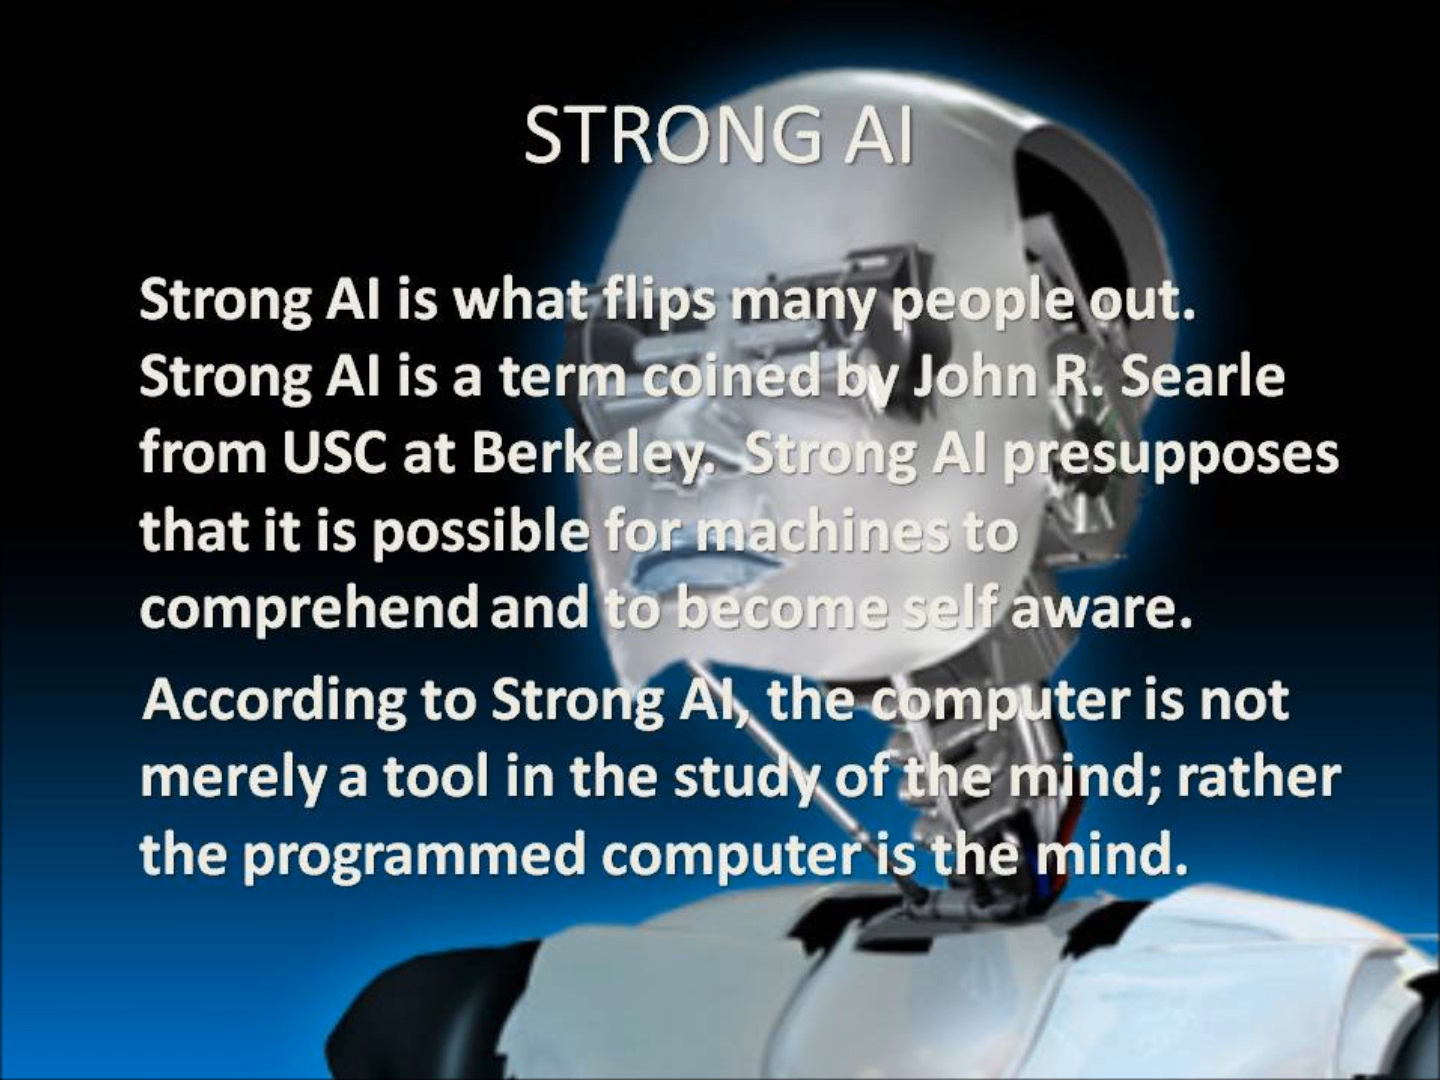 STRONG AI
Strong AI is what flips many people out.
Strong AI is a term coined by John R. Searle
from USC at Berkeley. Strong AI presupposes
that it is possible for machines to
comprehend and to become self aware.
According to Strong AI, the computer is not
merely a tool in the study of the mind; rather
the programmed computer is the mind.